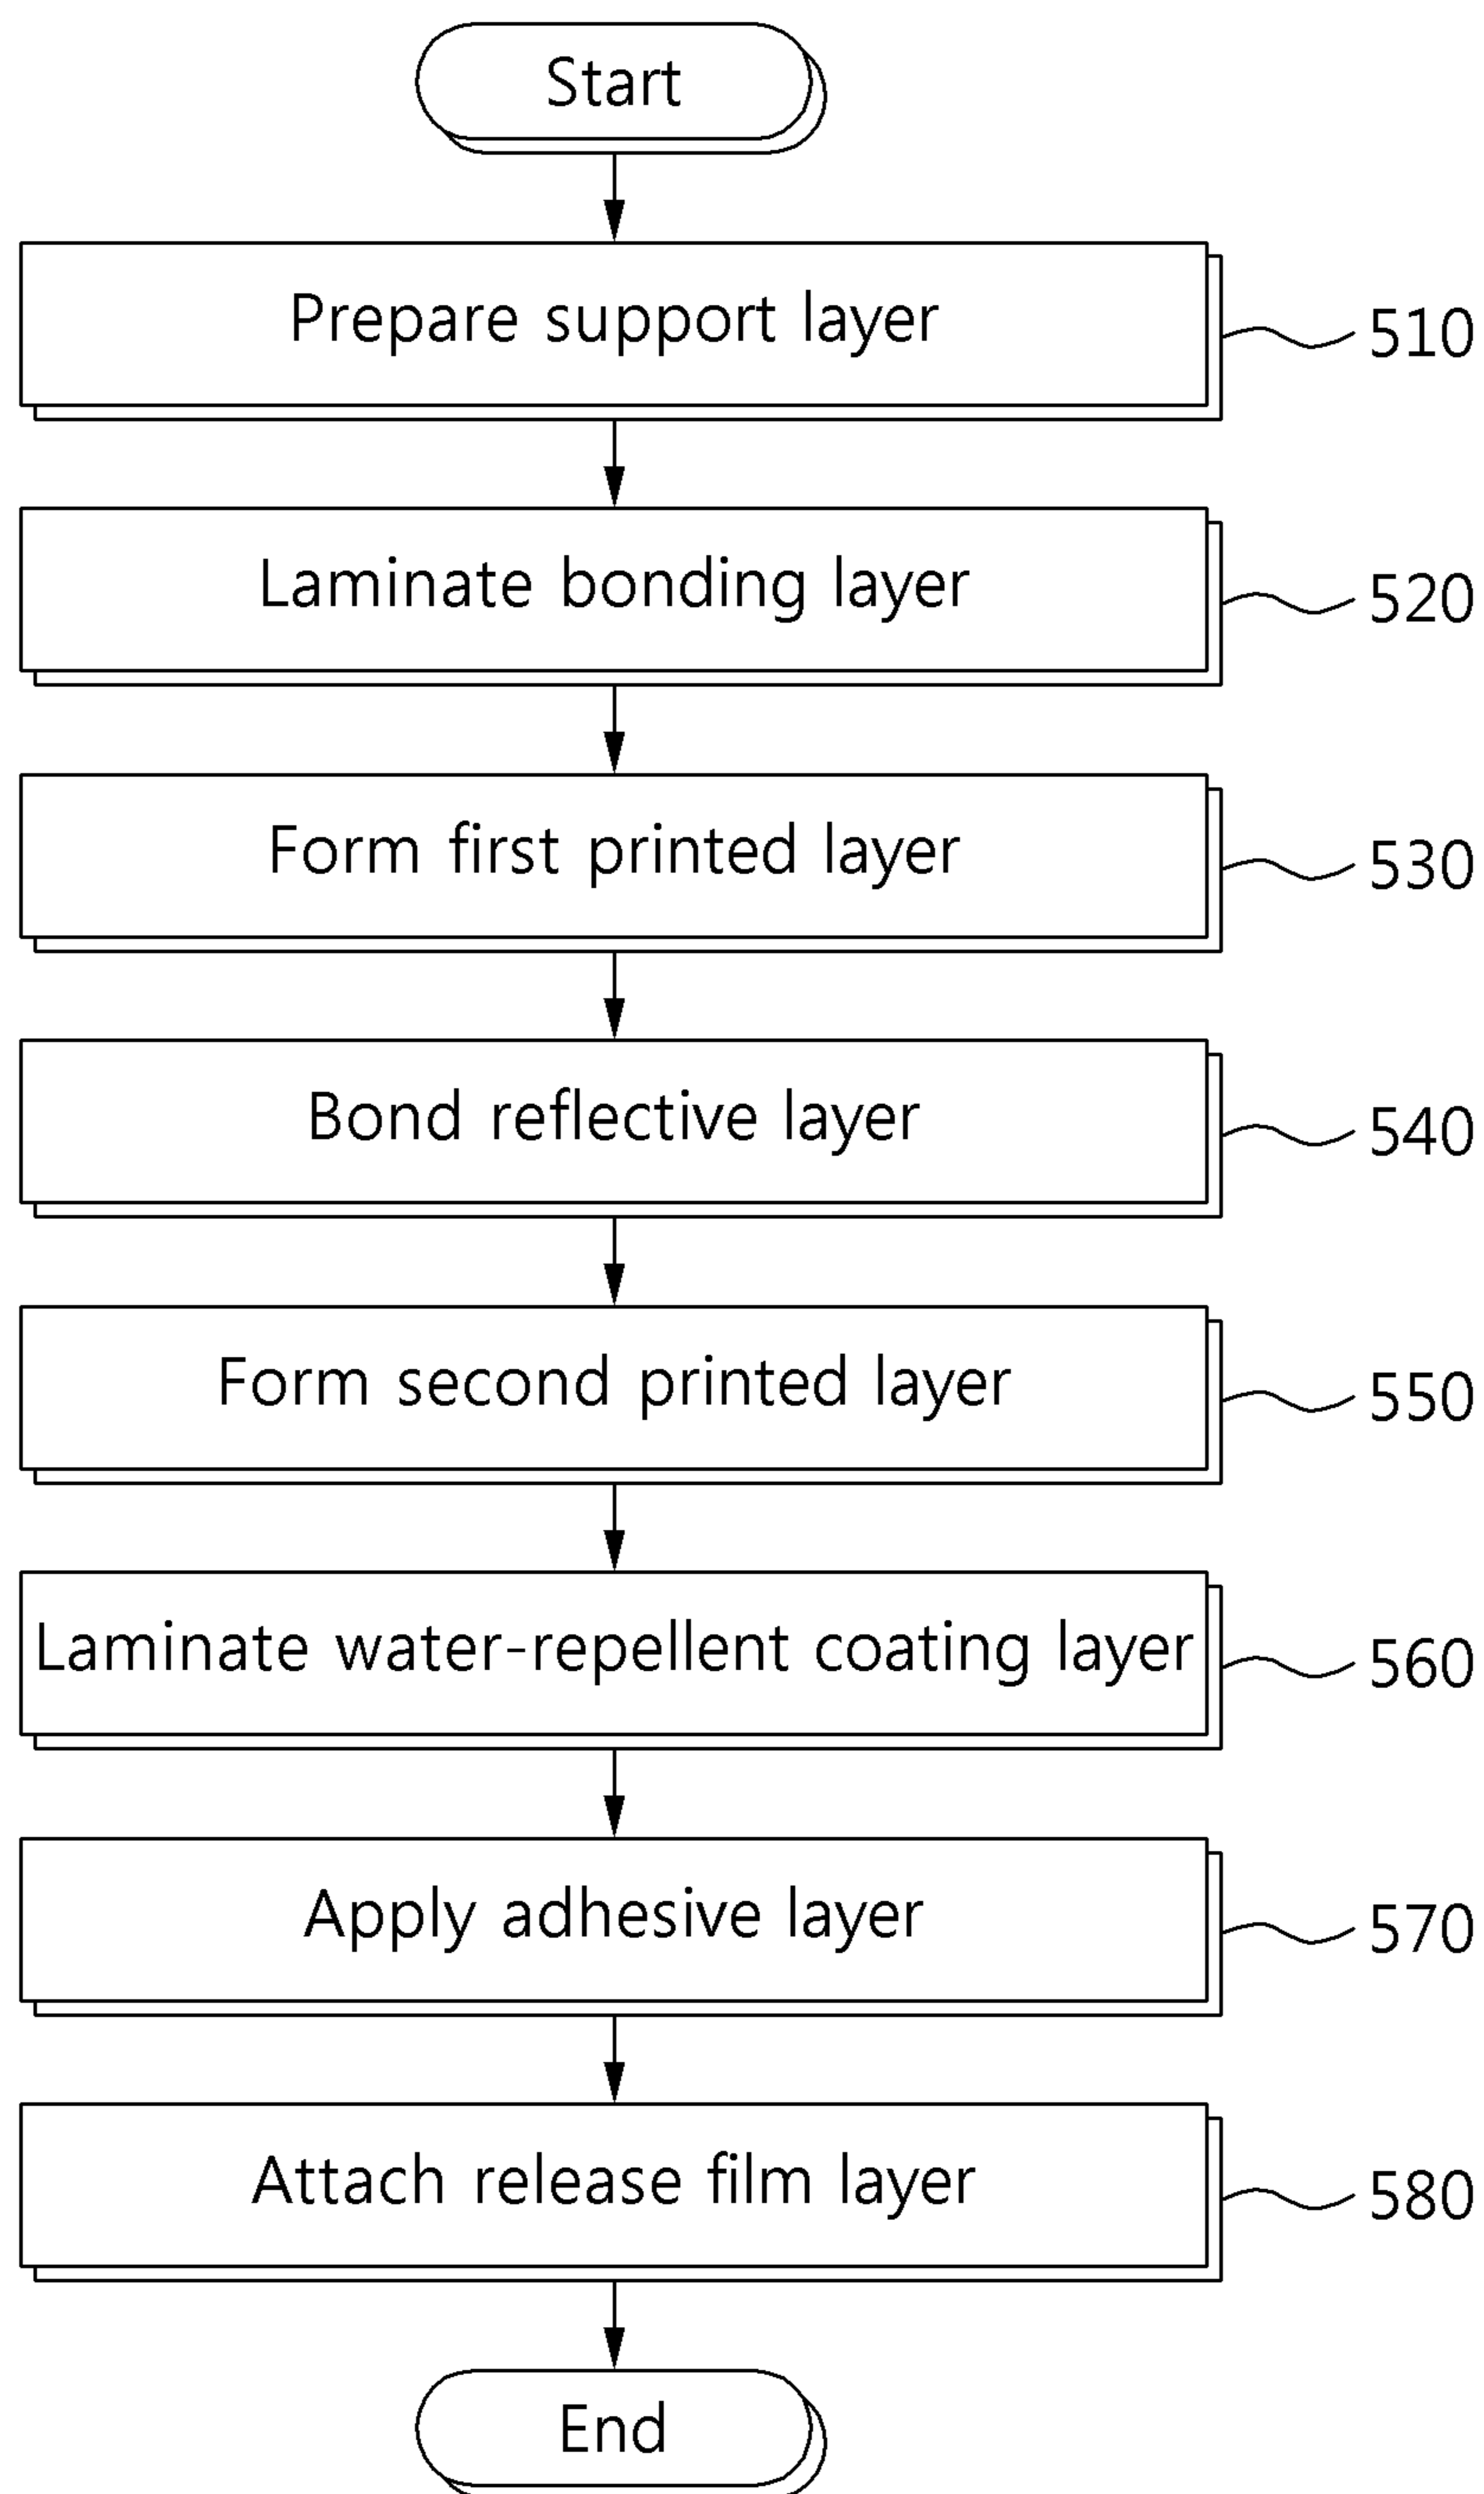 Start
Prepare support layer
510
Laminate bonding layer
520
Form first printed layer
530
Bond reflective layer
540
Form second printed layer
550
Laminate water-repellent coating layer
560
Apply adhesive layer
570
Attach release film layer
580
End